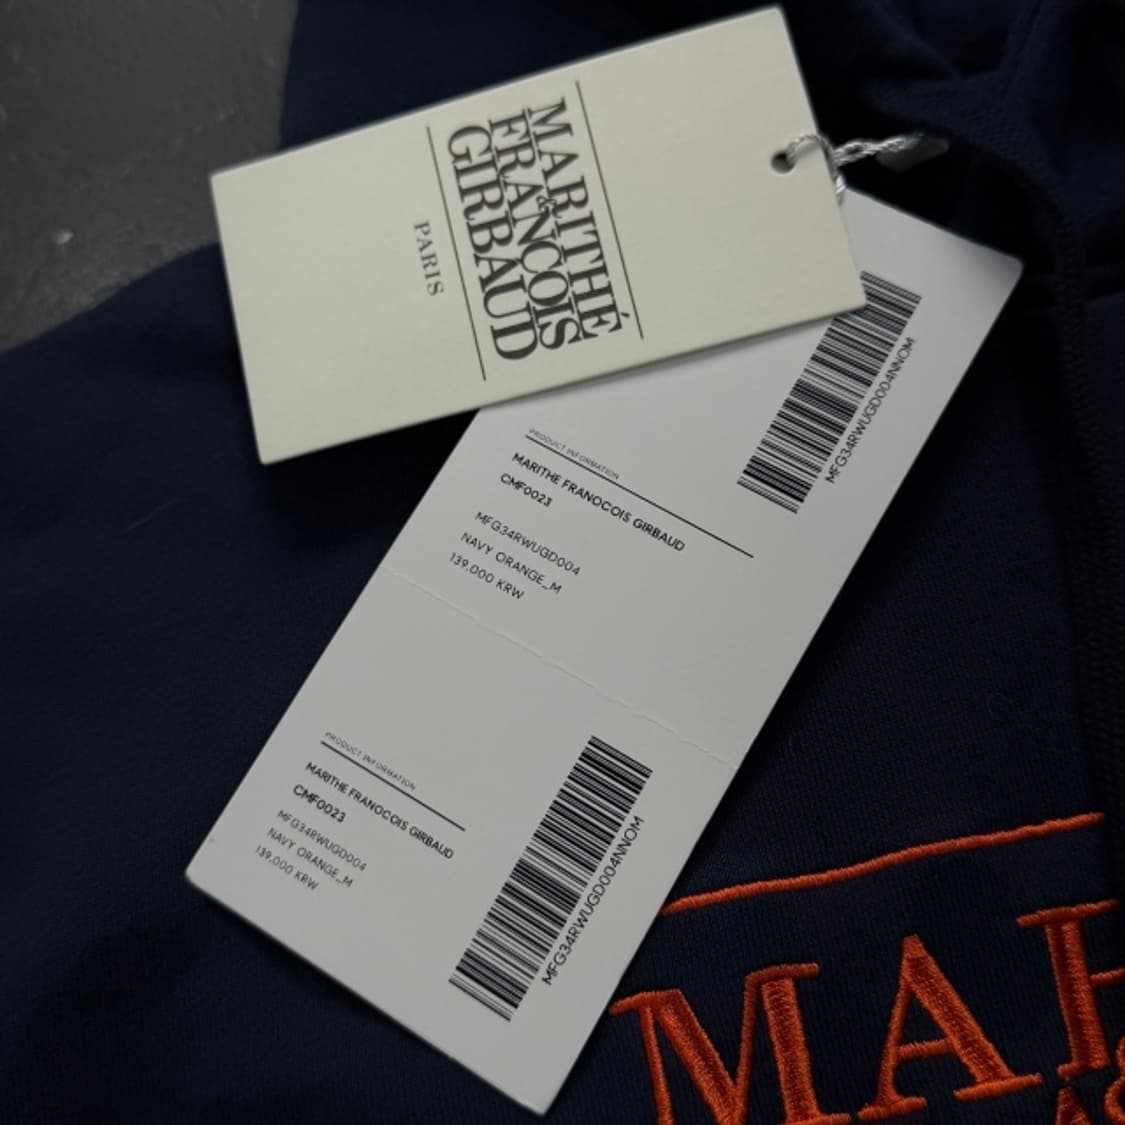 MARITHÉ
&
FRANÇOIS
GIRBAUD
PARIS
MFG34RWUGD004NNOM
PRODUCT INFORMATION
MARITHE FRANOCOIS GIRBAUD
CMF0023
MFG34RWUGD004
NAVY ORANGE_M
139,000 KRW
PRODUCT INFORMATION
MARITHE FRANOCOIS GIRBAUD
CMF0023
MFG34RWUGD004
NAVY ORANGE_M
139,000 KRW
MFG34RWUGD004NNOM
MA